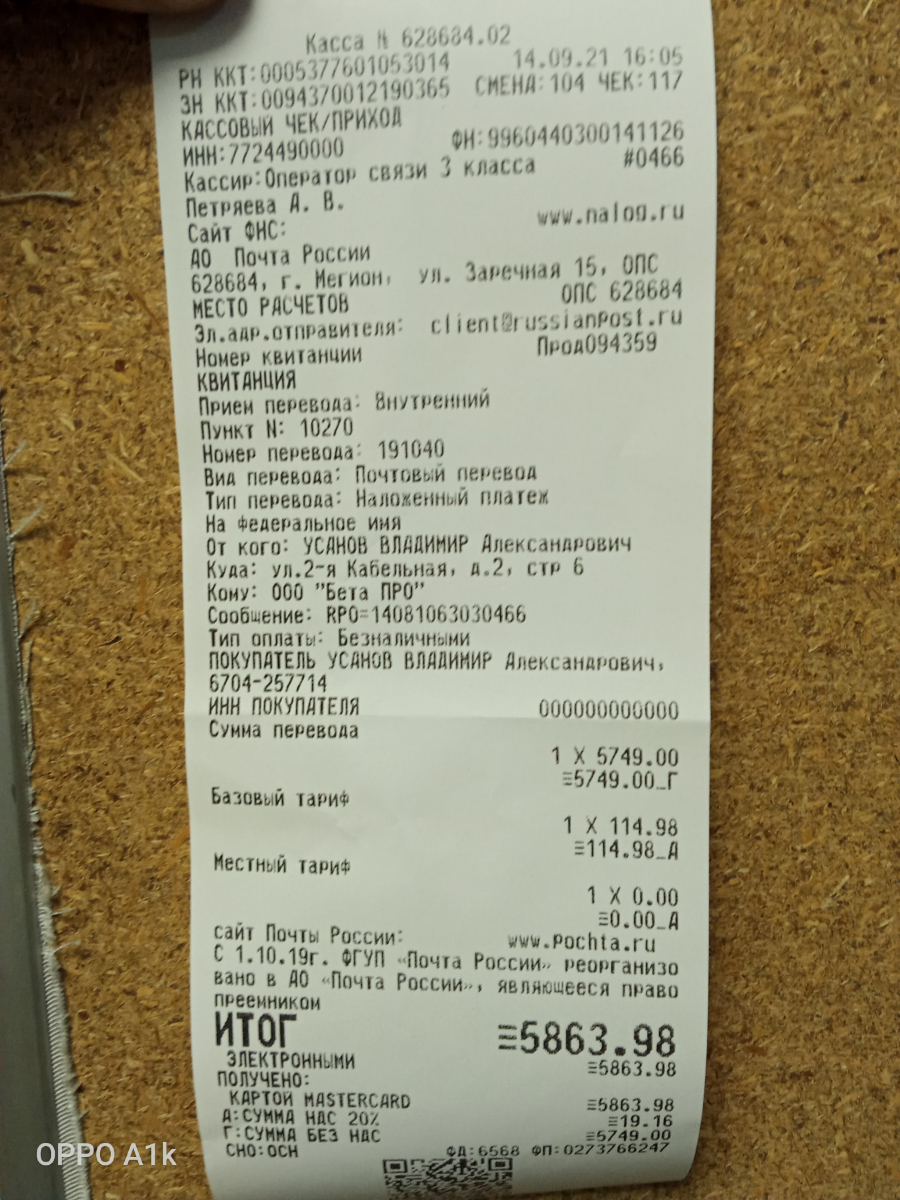 Касса № 628684.02
РН ККТ:0005377601053014 14.09.21 16:05
ЗН ККТ:0094370012190365 СМЕНА:104 ЧЕК:117
КАССОВЫЙ ЧЕК/ПРИХОД
ИНН:7724490000 ФН:9960440300141126
Кассир:Оператор связи 3 класса #0466
Петряева А. В.
Сайт ФНС: www.nalog.ru
АО Почта России
628684, г. Мегион, ул. Заречная 15, ОПС
МЕСТО РАСЧЕТОВ ОПС 628684
Эл.адр.отправителя: client@russianpost.ru
Номер квитанции Прод094359
КВИТАНЦИЯ
Прием перевода: Внутренний
Пункт N: 10270
Номер перевода: 191040
Вид перевода: Почтовый перевод
Тип перевода: Наложенный платеж
На федеральное имя
От кого: УСАНОВ ВЛАДИМИР Александрович
Куда: ул.2-я Кабельная, д.2, стр 6
Кому: ООО "Бета ПРО"
Сообщение: RPO=14081063030466
Тип оплаты: Безналичными
ПОКУПАТЕЛЬ УСАНОВ ВЛАДИМИР Александрович,
6704-257714
ИНН ПОКУПАТЕЛЯ 000000000000
Сумма перевода
1 X 5749.00
≡5749.00_Г
Базовый тариф
1 X 114.98
≡114.98_А
Местный тариф
1 X 0.00
≡0.00_А
сайт Почты России: www.pochta.ru
С 1.10.19г. ФГУП «Почта России» реорганизо
вано в АО «Почта России», являющееся право
преемником
ИТОГ ≡5863.98
ЭЛЕКТРОННЫМИ ≡5863.98
ПОЛУЧЕНО:
КАРТОЙ MASTERCARD ≡5863.98
А:СУММА НДС 20% ≡19.16
Г:СУММА БЕЗ НДС ≡5749.00
СНО:ОСН ФД:6568 ФП:0273766247
OPPO A1k